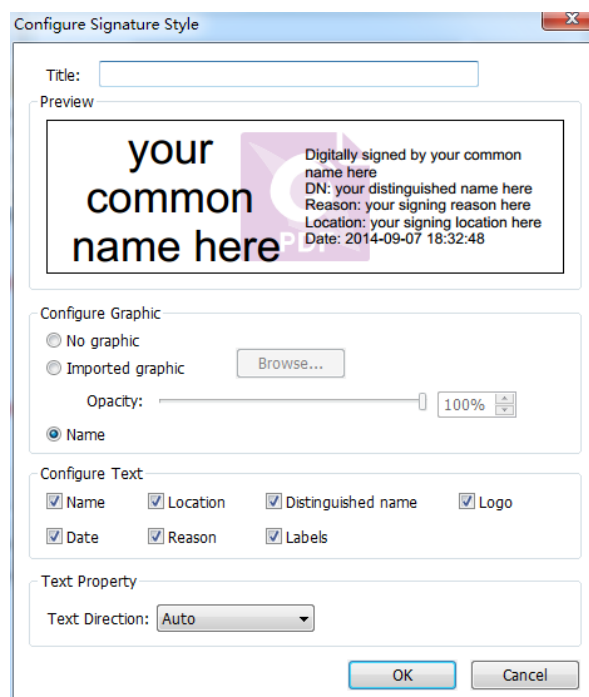 Configure Signature Style
Title:
Preview
your
common
name here
PDF
Digitally signed by your common
name here
DN: your distinguished name here
Reason: your signing reason here
Location: your signing location here
Date: 2014-09-07 18:32:48
Configure Graphic
No graphic
Imported graphic
Browse...
Opacity:
100%
Name
Configure Text
Name Location Distinguished name Logo
Date Reason Labels
Text Property
Text Direction: Auto
OK Cancel